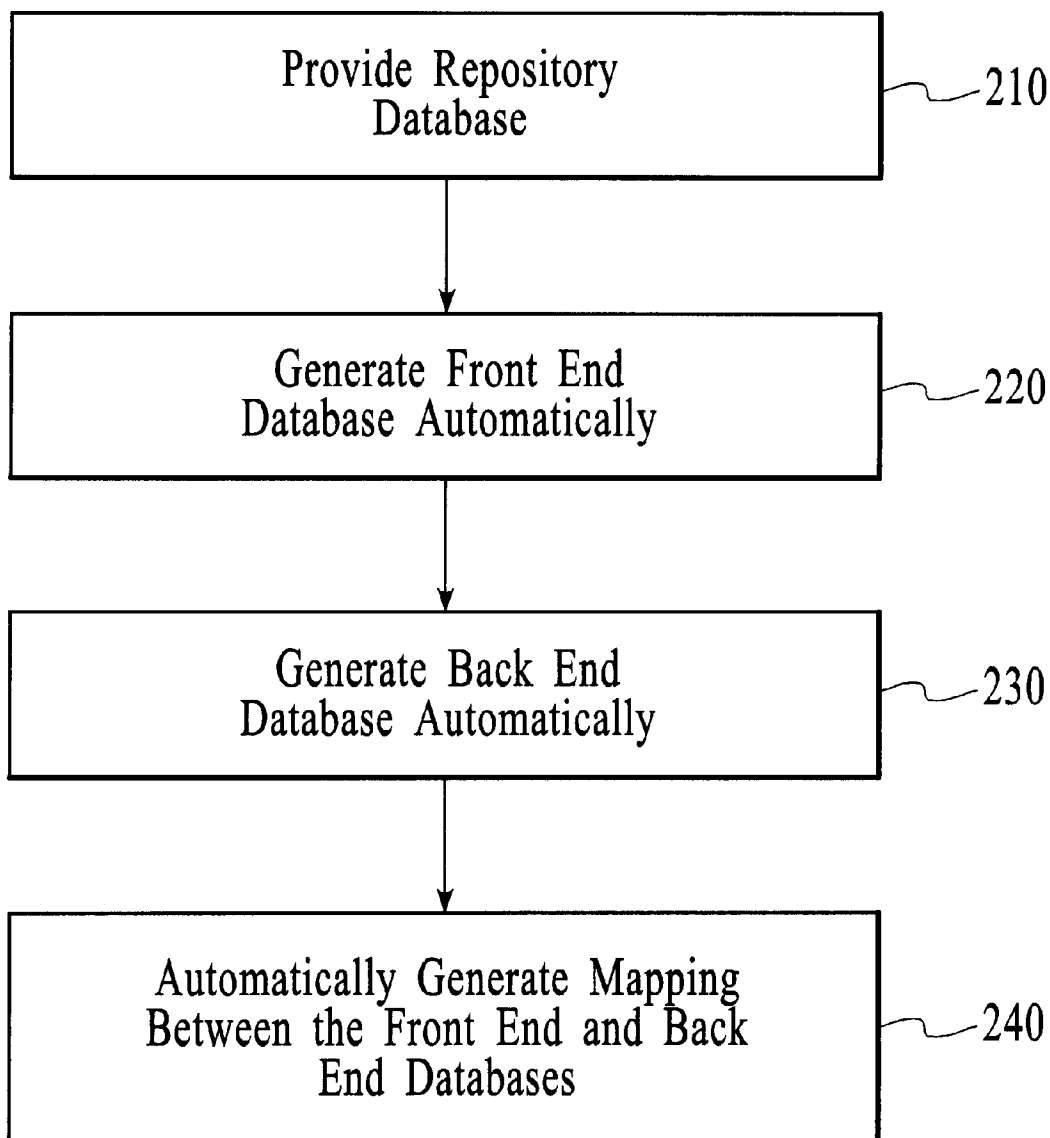 Provide Repository
Database
210
Generate Front End
Database Automatically
220
Generate Back End
Database Automatically
230
Automatically Generate Mapping
Between the Front End and Back
End Databases
240